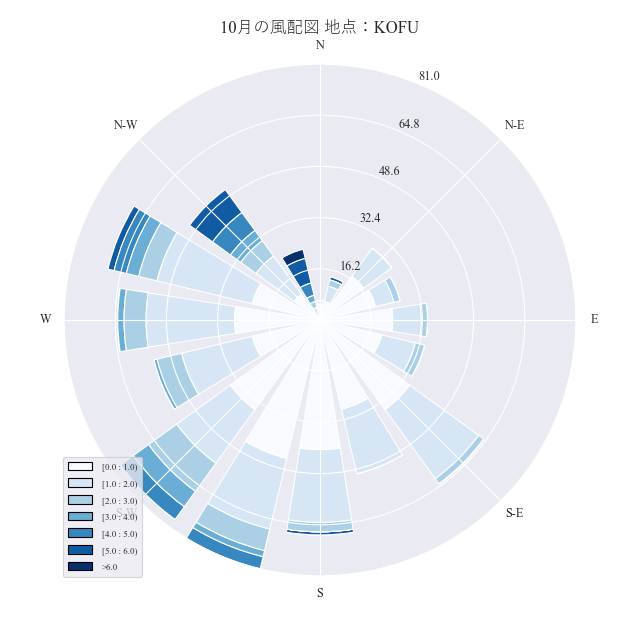 10月の風配図 地点：KOFU
N
81.0
N-W
N-E
64.8
48.6
32.4
16.2
W
E
S-W
S-E
S
[0.0 : 1.0)
[1.0 : 2.0)
[2.0 : 3.0)
[3.0 : 4.0)
[4.0 : 5.0)
[5.0 : 6.0)
>6.0